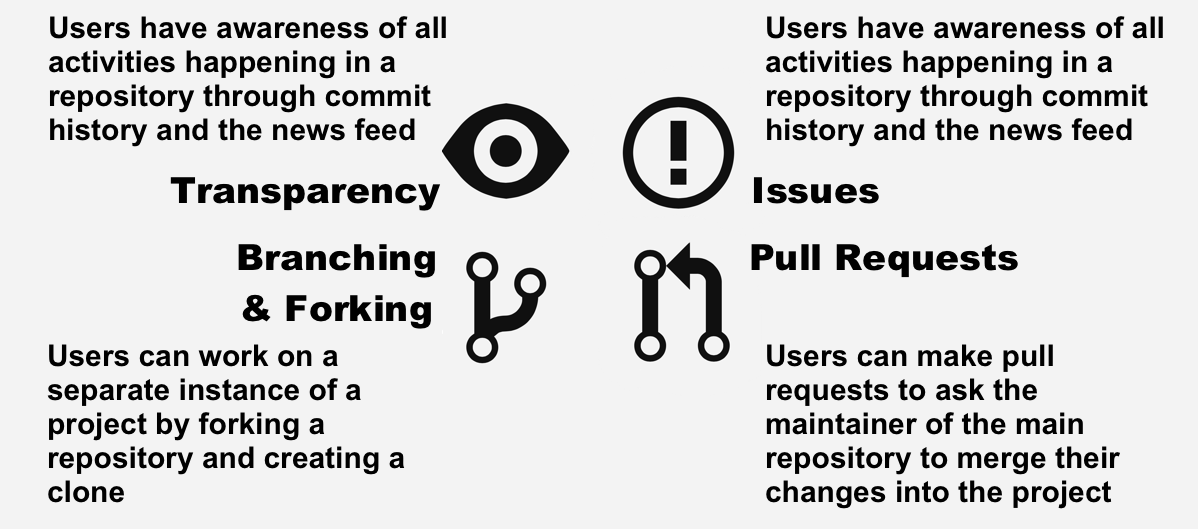 Users have awareness of all
activities happening in a
repository through commit
history and the news feed
Transparency
Users have awareness of all
activities happening in a
repository through commit
history and the news feed
Issues
Branching
& Forking
Users can work on a
separate instance of a
project by forking a
repository and creating a
clone
Pull Requests
Users can make pull
requests to ask the
maintainer of the main
repository to merge their
changes into the project